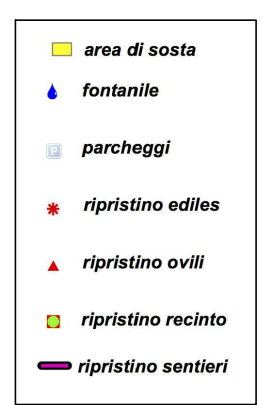 area di sosta
fontanile
P parcheggi
ripristino ediles
ripristino ovili
ripristino recinto
ripristino sentieri